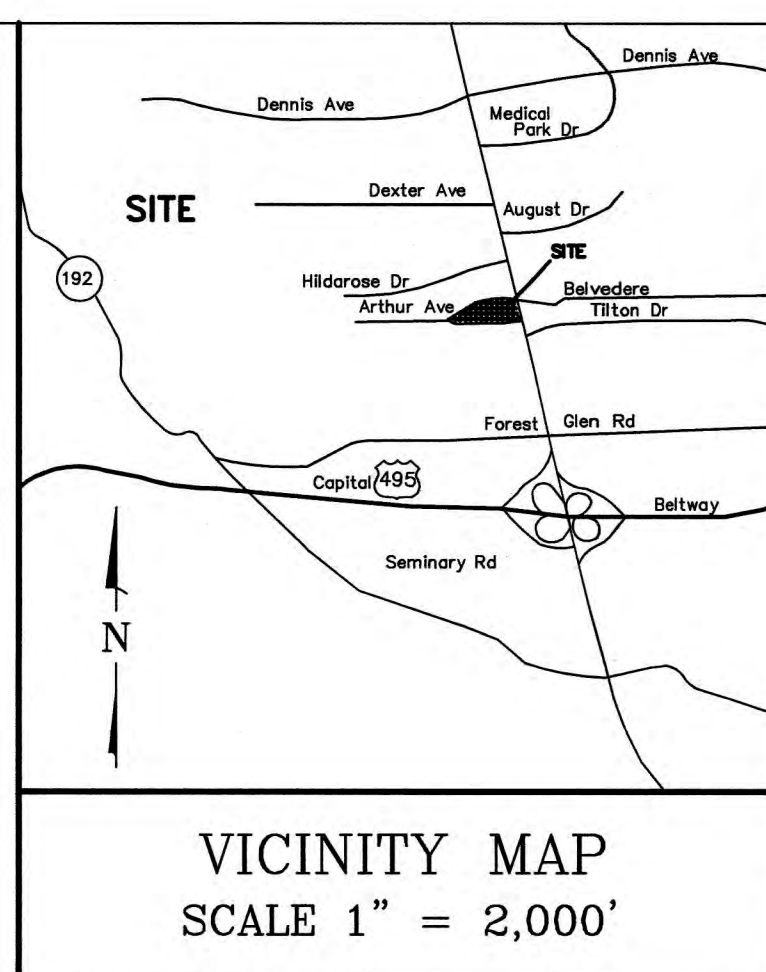 Dennis Ave
Dennis Ave
Medical
Park Dr
Dexter Ave
SITE
August Dr
SITE
192
Hildarose Dr
Belvedere
Arthur Ave
Tilton Dr
Forest Glen Rd
Capital 495
Beltway
Seminary Rd
N
VICINITY MAP
SCALE 1" = 2,000'